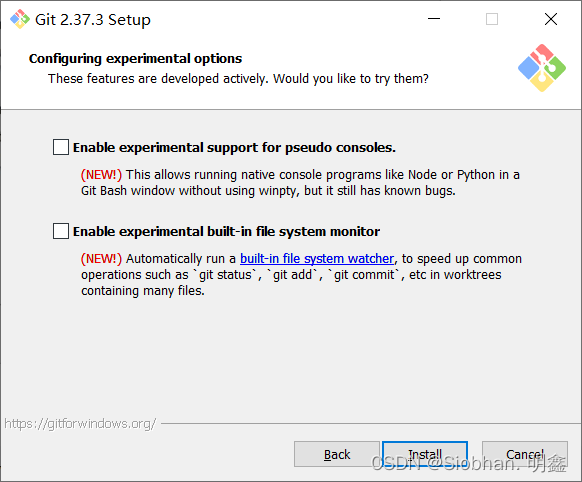 Git 2.37.3 Setup
Configuring experimental options
These features are developed actively. Would you like to try them?
Enable experimental support for pseudo consoles.
(NEW!) This allows running native console programs like Node or Python in a
Git Bash window without using winpty, but it still has known bugs.
Enable experimental built-in file system monitor
(NEW!) Automatically run a built-in file system watcher, to speed up common
operations such as `git status`, `git add`, `git commit`, etc in worktrees
containing many files.
https://gitforwindows.org/
Back Install Cancel
CSDN @Siobhan. 明鑫